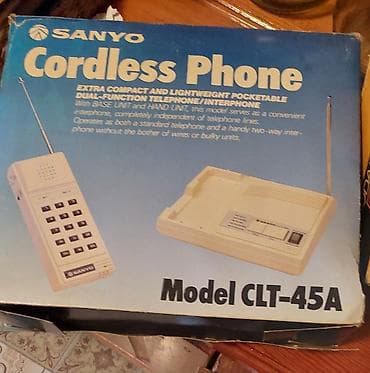 SANYO
Cordless Phone
EXTRA COMPACT AND LIGHTWEIGHT POCKETABLE
DUAL-FUNCTION TELEPHONE/INTERPHONE
With BASE UNIT and HAND UNIT, this model serves as a convenient
interphone, completely independent of telephone lines.
Operates as both a standard telephone and a handy two-way inter-
phone without the bother of wires or bulky units.
SANYO
Model CLT-45A